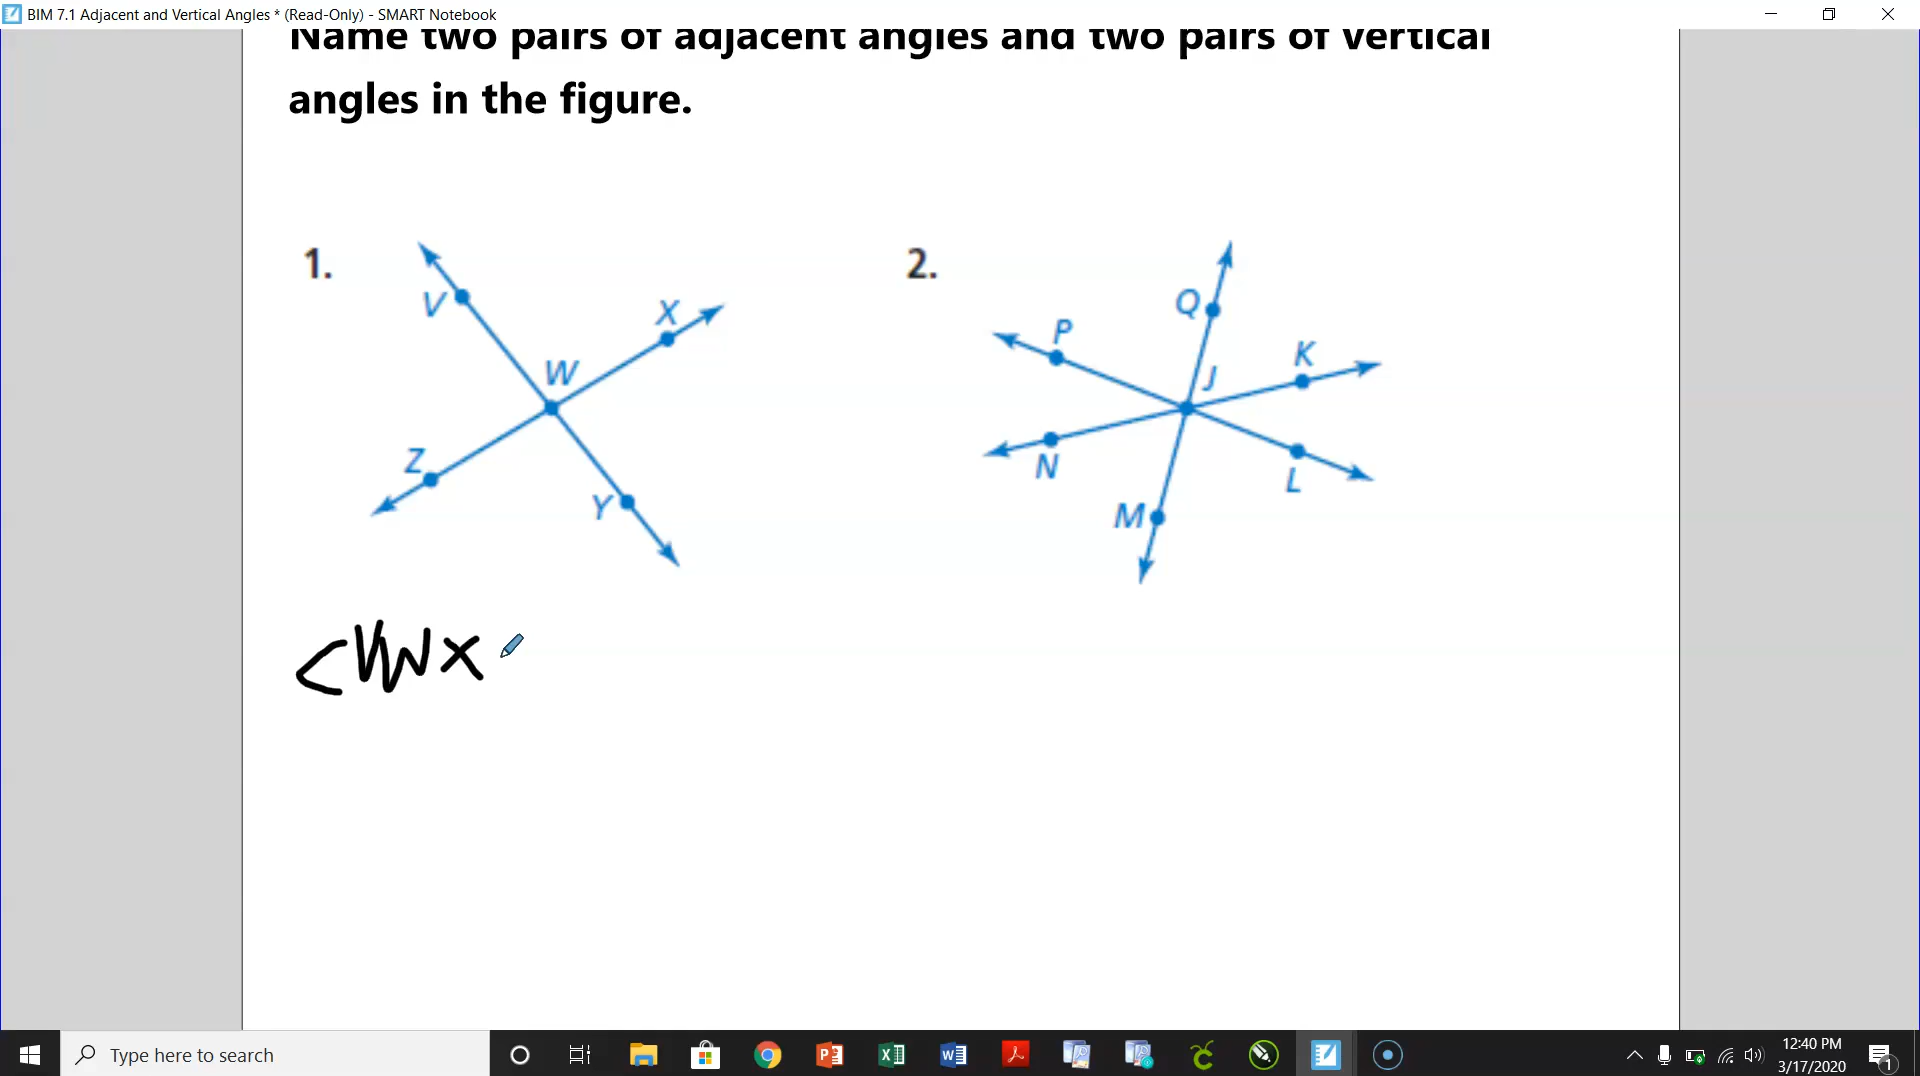 BIM 7.1 Adjacent and Vertical Angles * (Read-Only) - SMART Notebook
Name two pairs of adjacent angles and two pairs of vertical
angles in the figure.
1.
V
X
W
Z
Y
2.
Q
P
K
J
N
L
M
<VWX
Type here to search
12:40 PM
3/17/2020
1